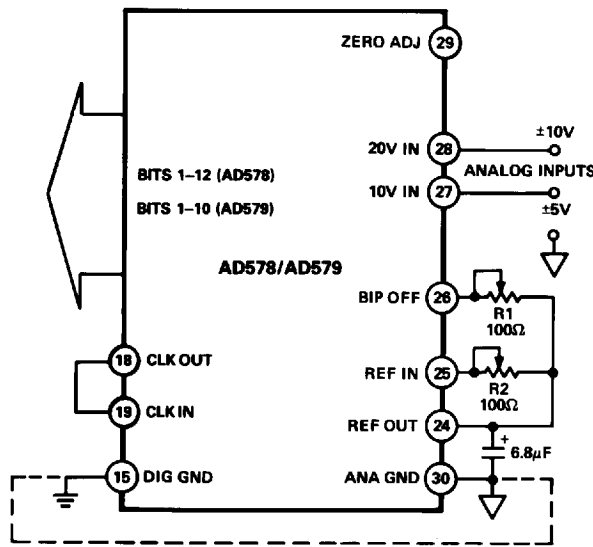 ZERO ADJ 29
±10V
20V IN 28
ANALOG INPUTS
10V IN 27
±5V
BITS 1–12 (AD578)
BITS 1–10 (AD579)
AD578/AD579
BIP OFF 26
R1
100Ω
18 CLK OUT
REF IN 25
R2
100Ω
19 CLK IN
REF OUT 24
+
6.8μF
15 DIG GND
ANA GND 30